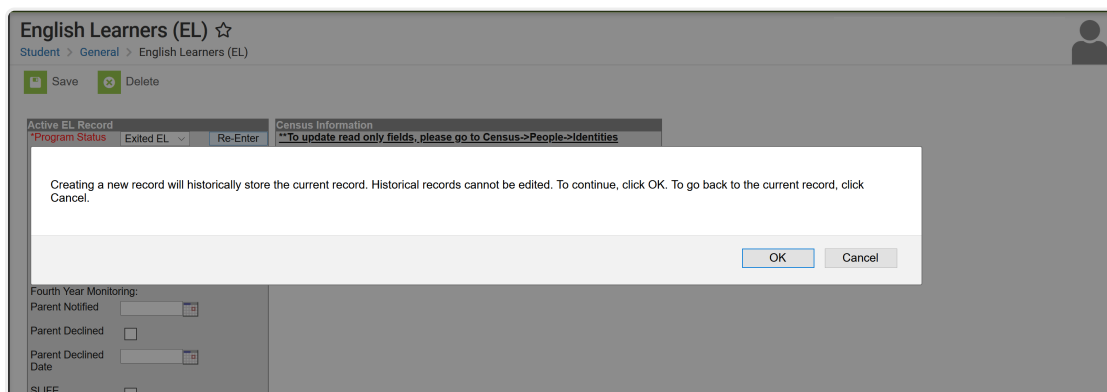 English Learners (EL)
Student > General > English Learners (EL)
Save Delete
Active EL Record
*Program Status Exited EL Re-Enter
Census Information
**To update read only fields, please go to Census->People->Identities
Creating a new record will historically store the current record. Historical records cannot be edited. To continue, click OK. To go back to the current record, click
Cancel.
OK Cancel
Fourth Year Monitoring:
Parent Notified
Parent Declined
Parent Declined
Date
SLIFE